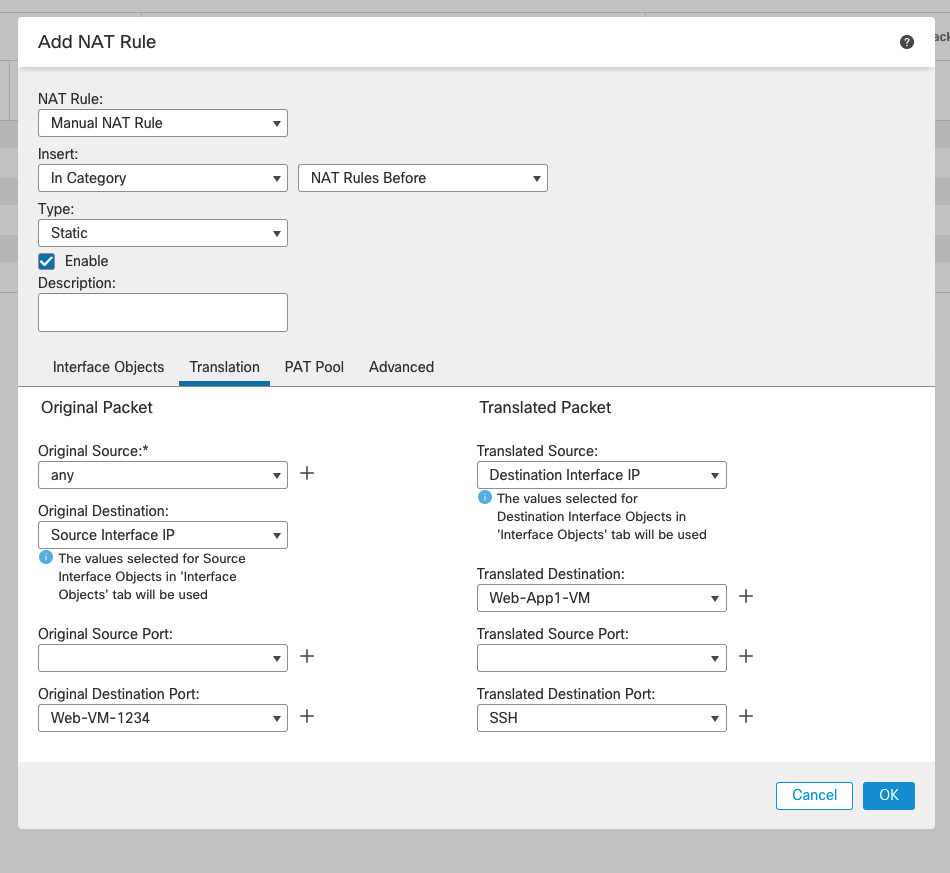 Add NAT Rule
NAT Rule:
Manual NAT Rule
Insert:
In Category
NAT Rules Before
Type:
Static
Enable
Description:
Interface Objects
Translation
PAT Pool
Advanced
Original Packet
Original Source:*
any
Original Destination:
Source Interface IP
The values selected for Source
Interface Objects in 'Interface
Objects' tab will be used
Original Source Port:
Original Destination Port:
Web-VM-1234
Translated Packet
Translated Source:
Destination Interface IP
The values selected for
Destination Interface Objects in
'Interface Objects' tab will be used
Translated Destination:
Web-App1-VM
Translated Source Port:
Translated Destination Port:
SSH
Cancel
OK